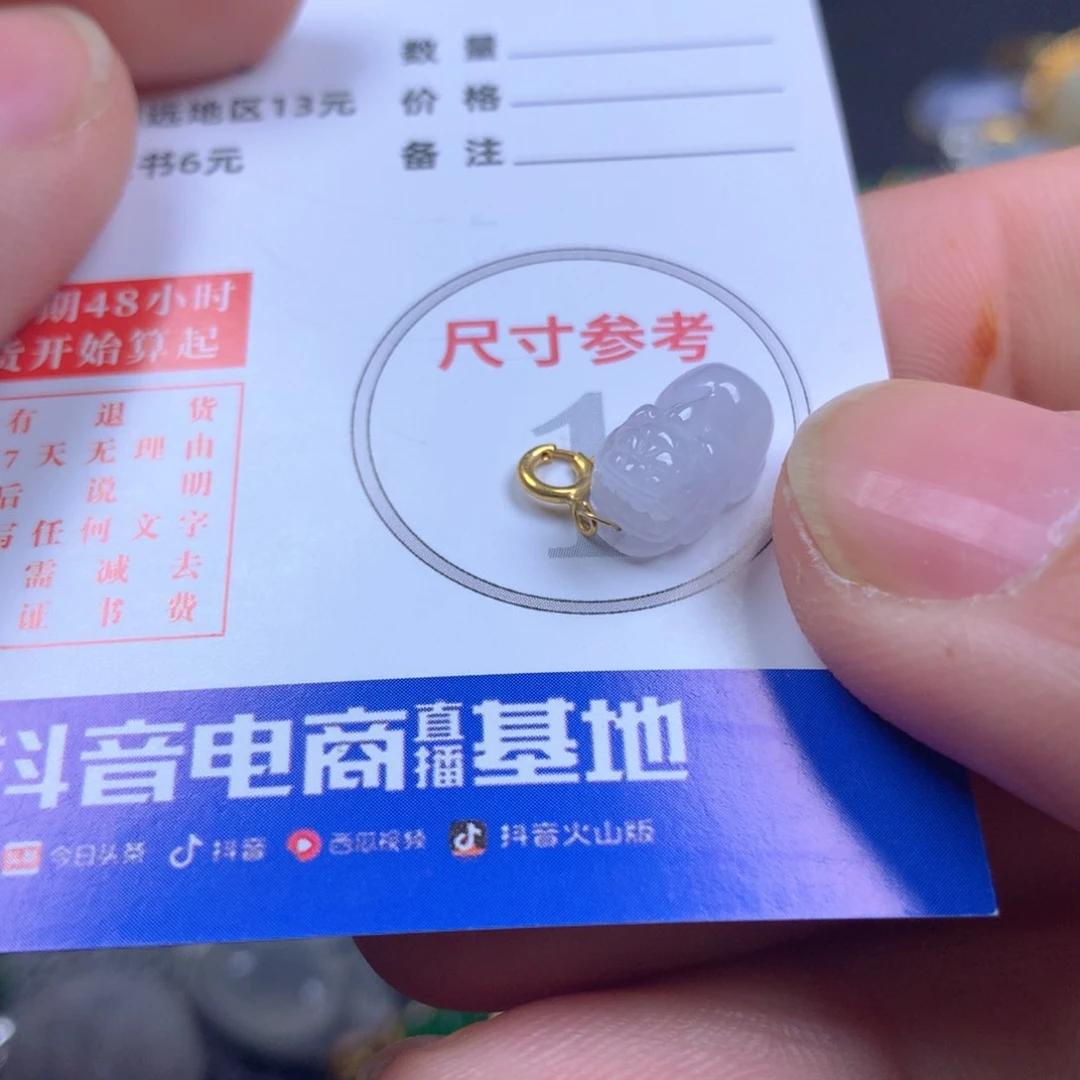 数 量
远地区13元
价 格
书6元
备 注
期48小时
货开始算起
有 退 货
7天无理由
后 说 明
写任何文字
需 减 去
证 书 费
尺寸参考
1
抖音电商直播基地
今日头条 抖音 西瓜视频 抖音火山版